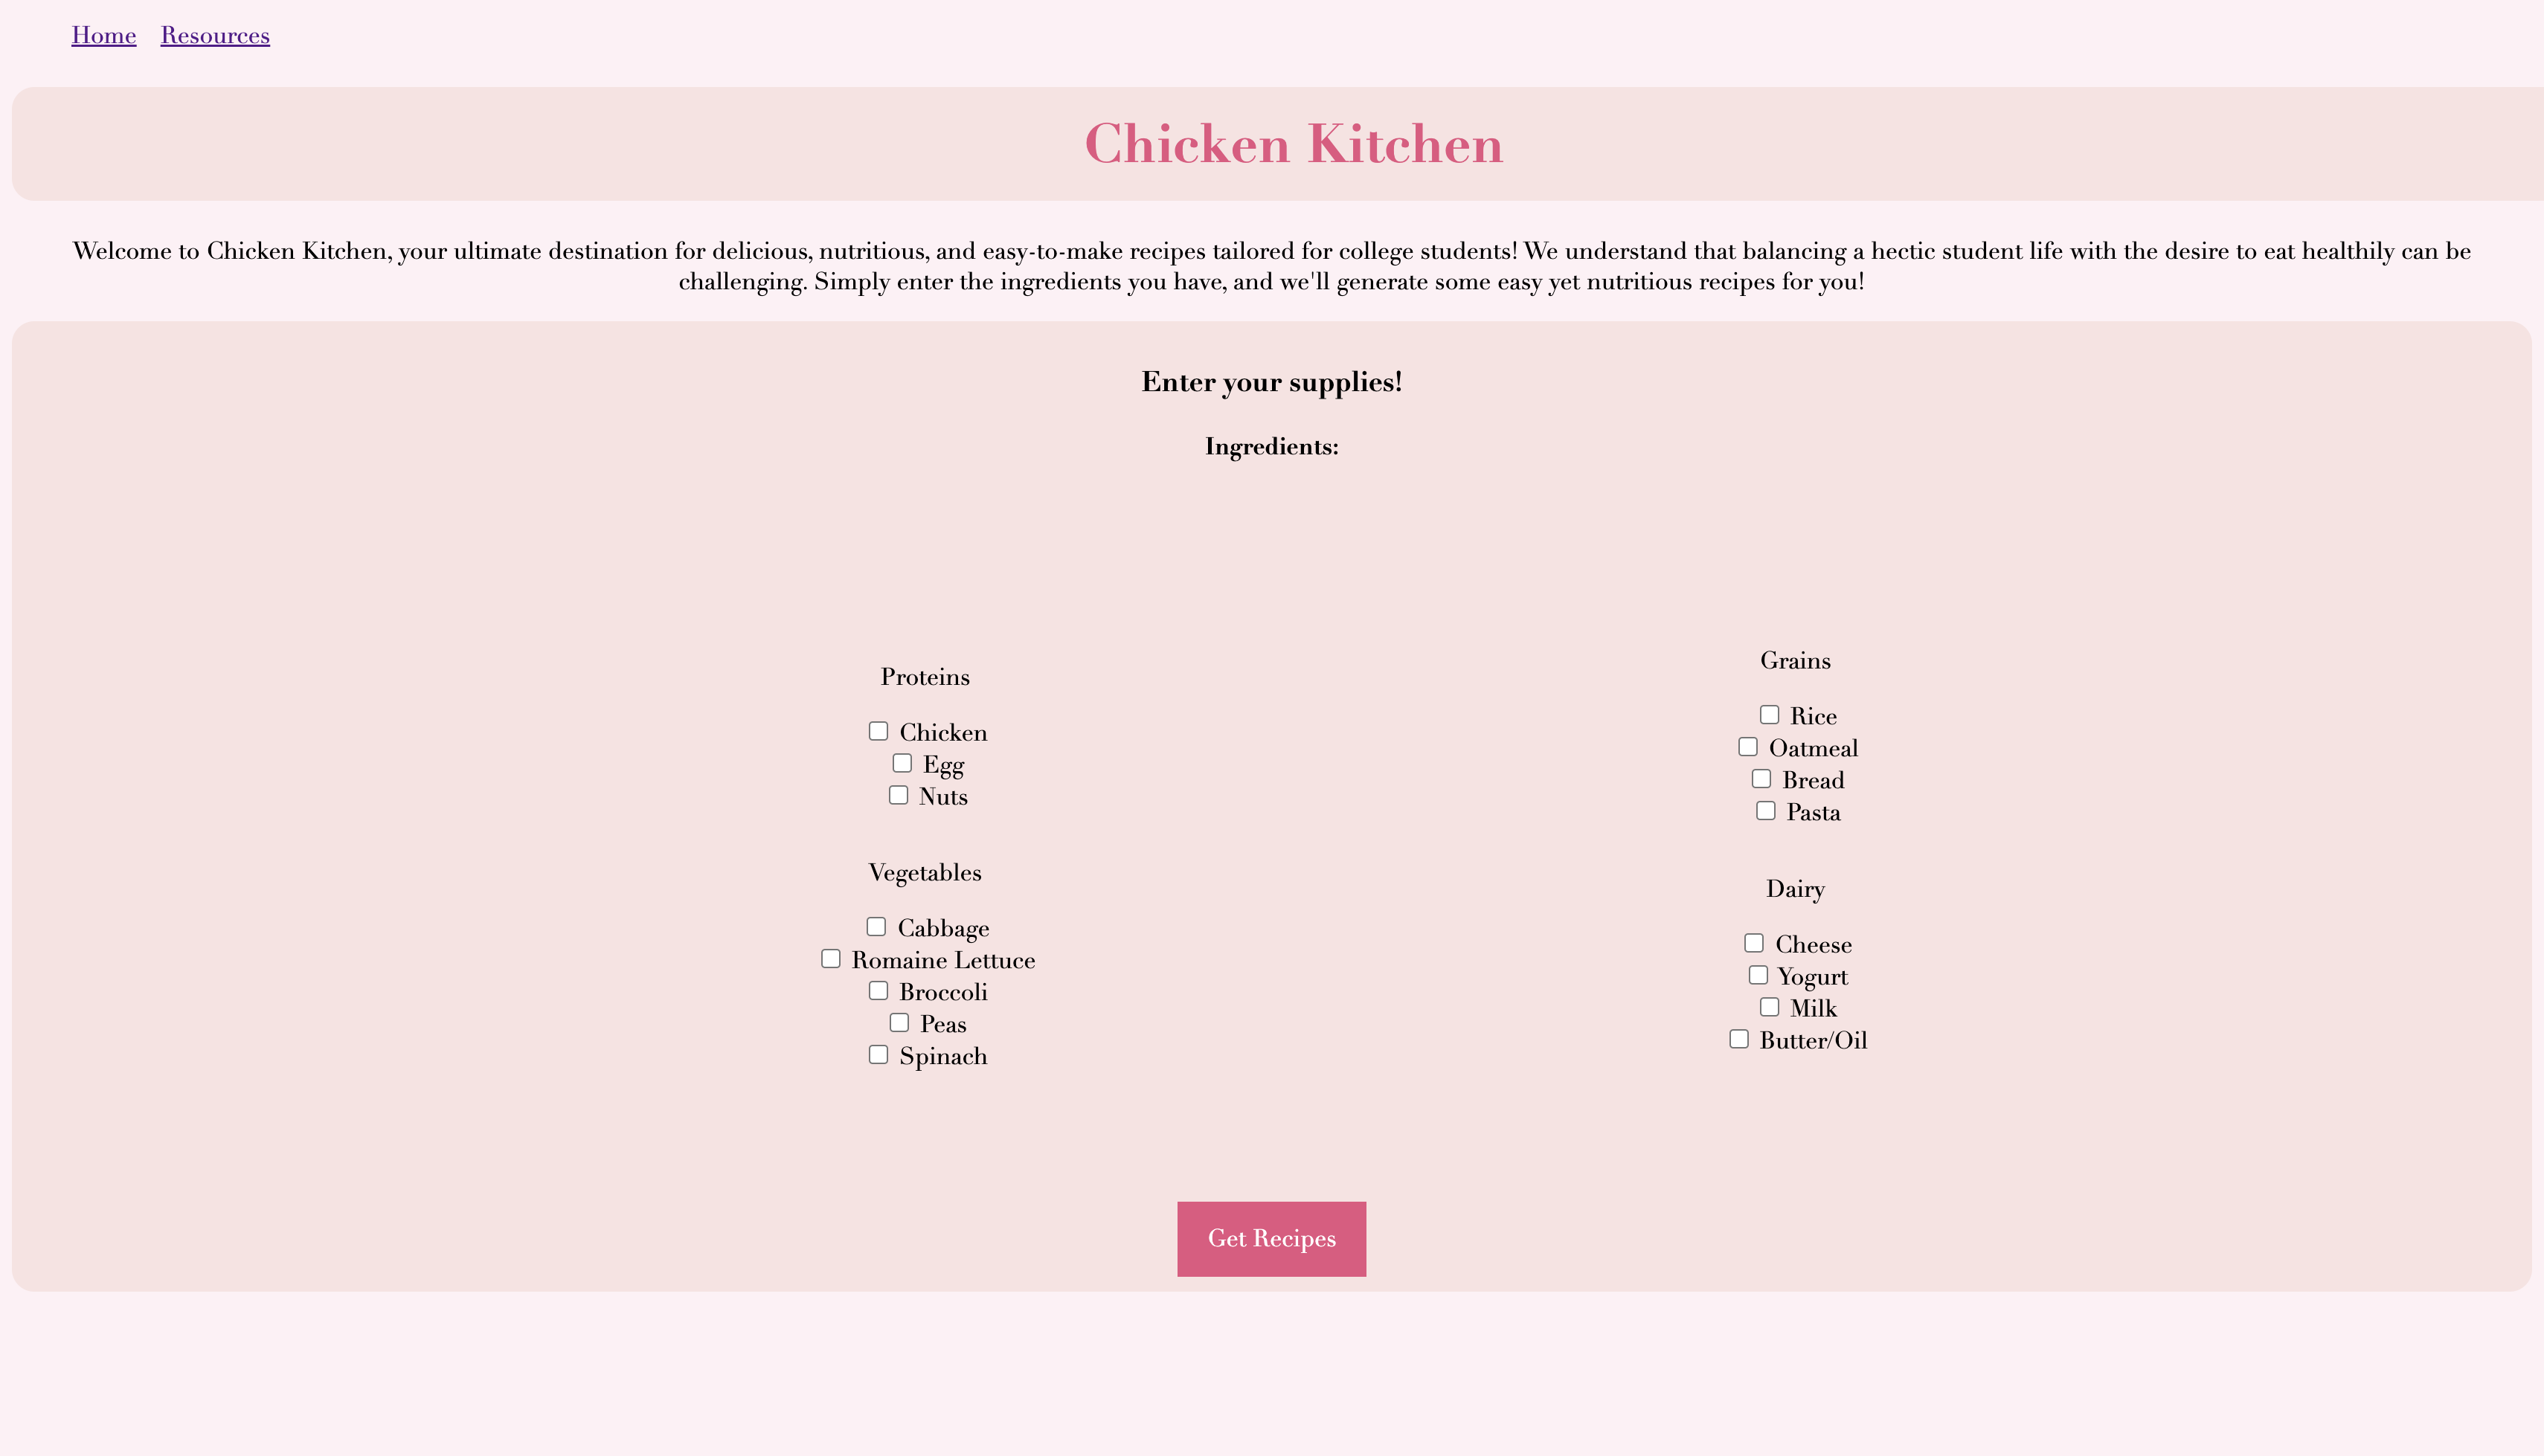 Home Resources
Chicken Kitchen
Welcome to Chicken Kitchen, your ultimate destination for delicious, nutritious, and easy-to-make recipes tailored for college students! We understand that balancing a hectic student life with the desire to eat healthily can be
challenging. Simply enter the ingredients you have, and we'll generate some easy yet nutritious recipes for you!
Enter your supplies!
Ingredients:
Proteins
Chicken
Egg
Nuts
Vegetables
Cabbage
Romaine Lettuce
Broccoli
Peas
Spinach
Grains
Rice
Oatmeal
Bread
Pasta
Dairy
Cheese
Yogurt
Milk
Butter/Oil
Get Recipes